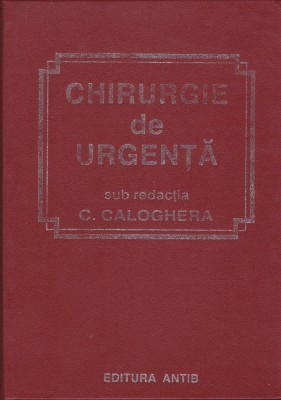 CHIRURGIE
de
URGENȚĂ
sub redacția
C. CALOGHERA
EDITURA ANTIB